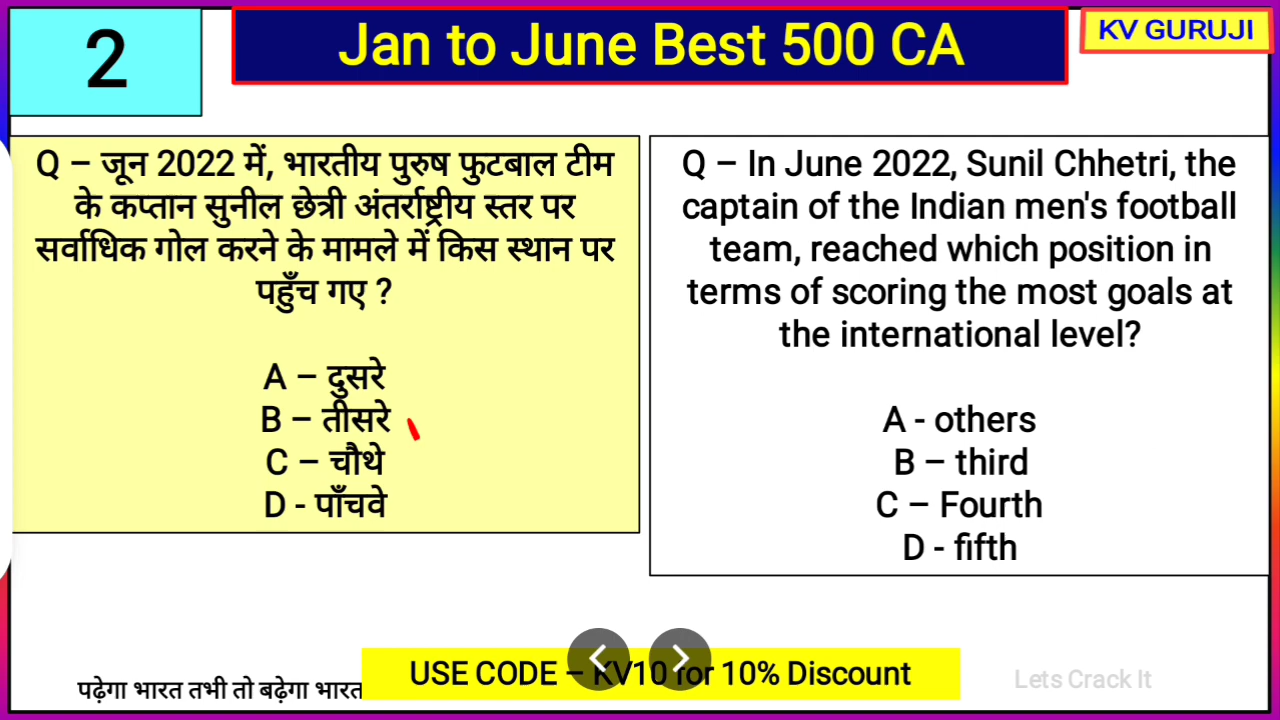 2
Jan to June Best 500 CA
KV GURUJI
Q – जून 2022 में, भारतीय पुरुष फुटबाल टीम
के कप्तान सुनील छेत्री अंतर्राष्ट्रीय स्तर पर
सर्वाधिक गोल करने के मामले में किस स्थान पर
पहुँच गए ?
A – दुसरे
B – तीसरे
C – चौथे
D - पाँचवे
Q – In June 2022, Sunil Chhetri, the
captain of the Indian men's football
team, reached which position in
terms of scoring the most goals at
the international level?
A - others
B – third
C – Fourth
D - fifth
पढ़ेगा भारत तभी तो बढ़ेगा भारत
USE CODE – KV10 for 10% Discount
Lets Crack It